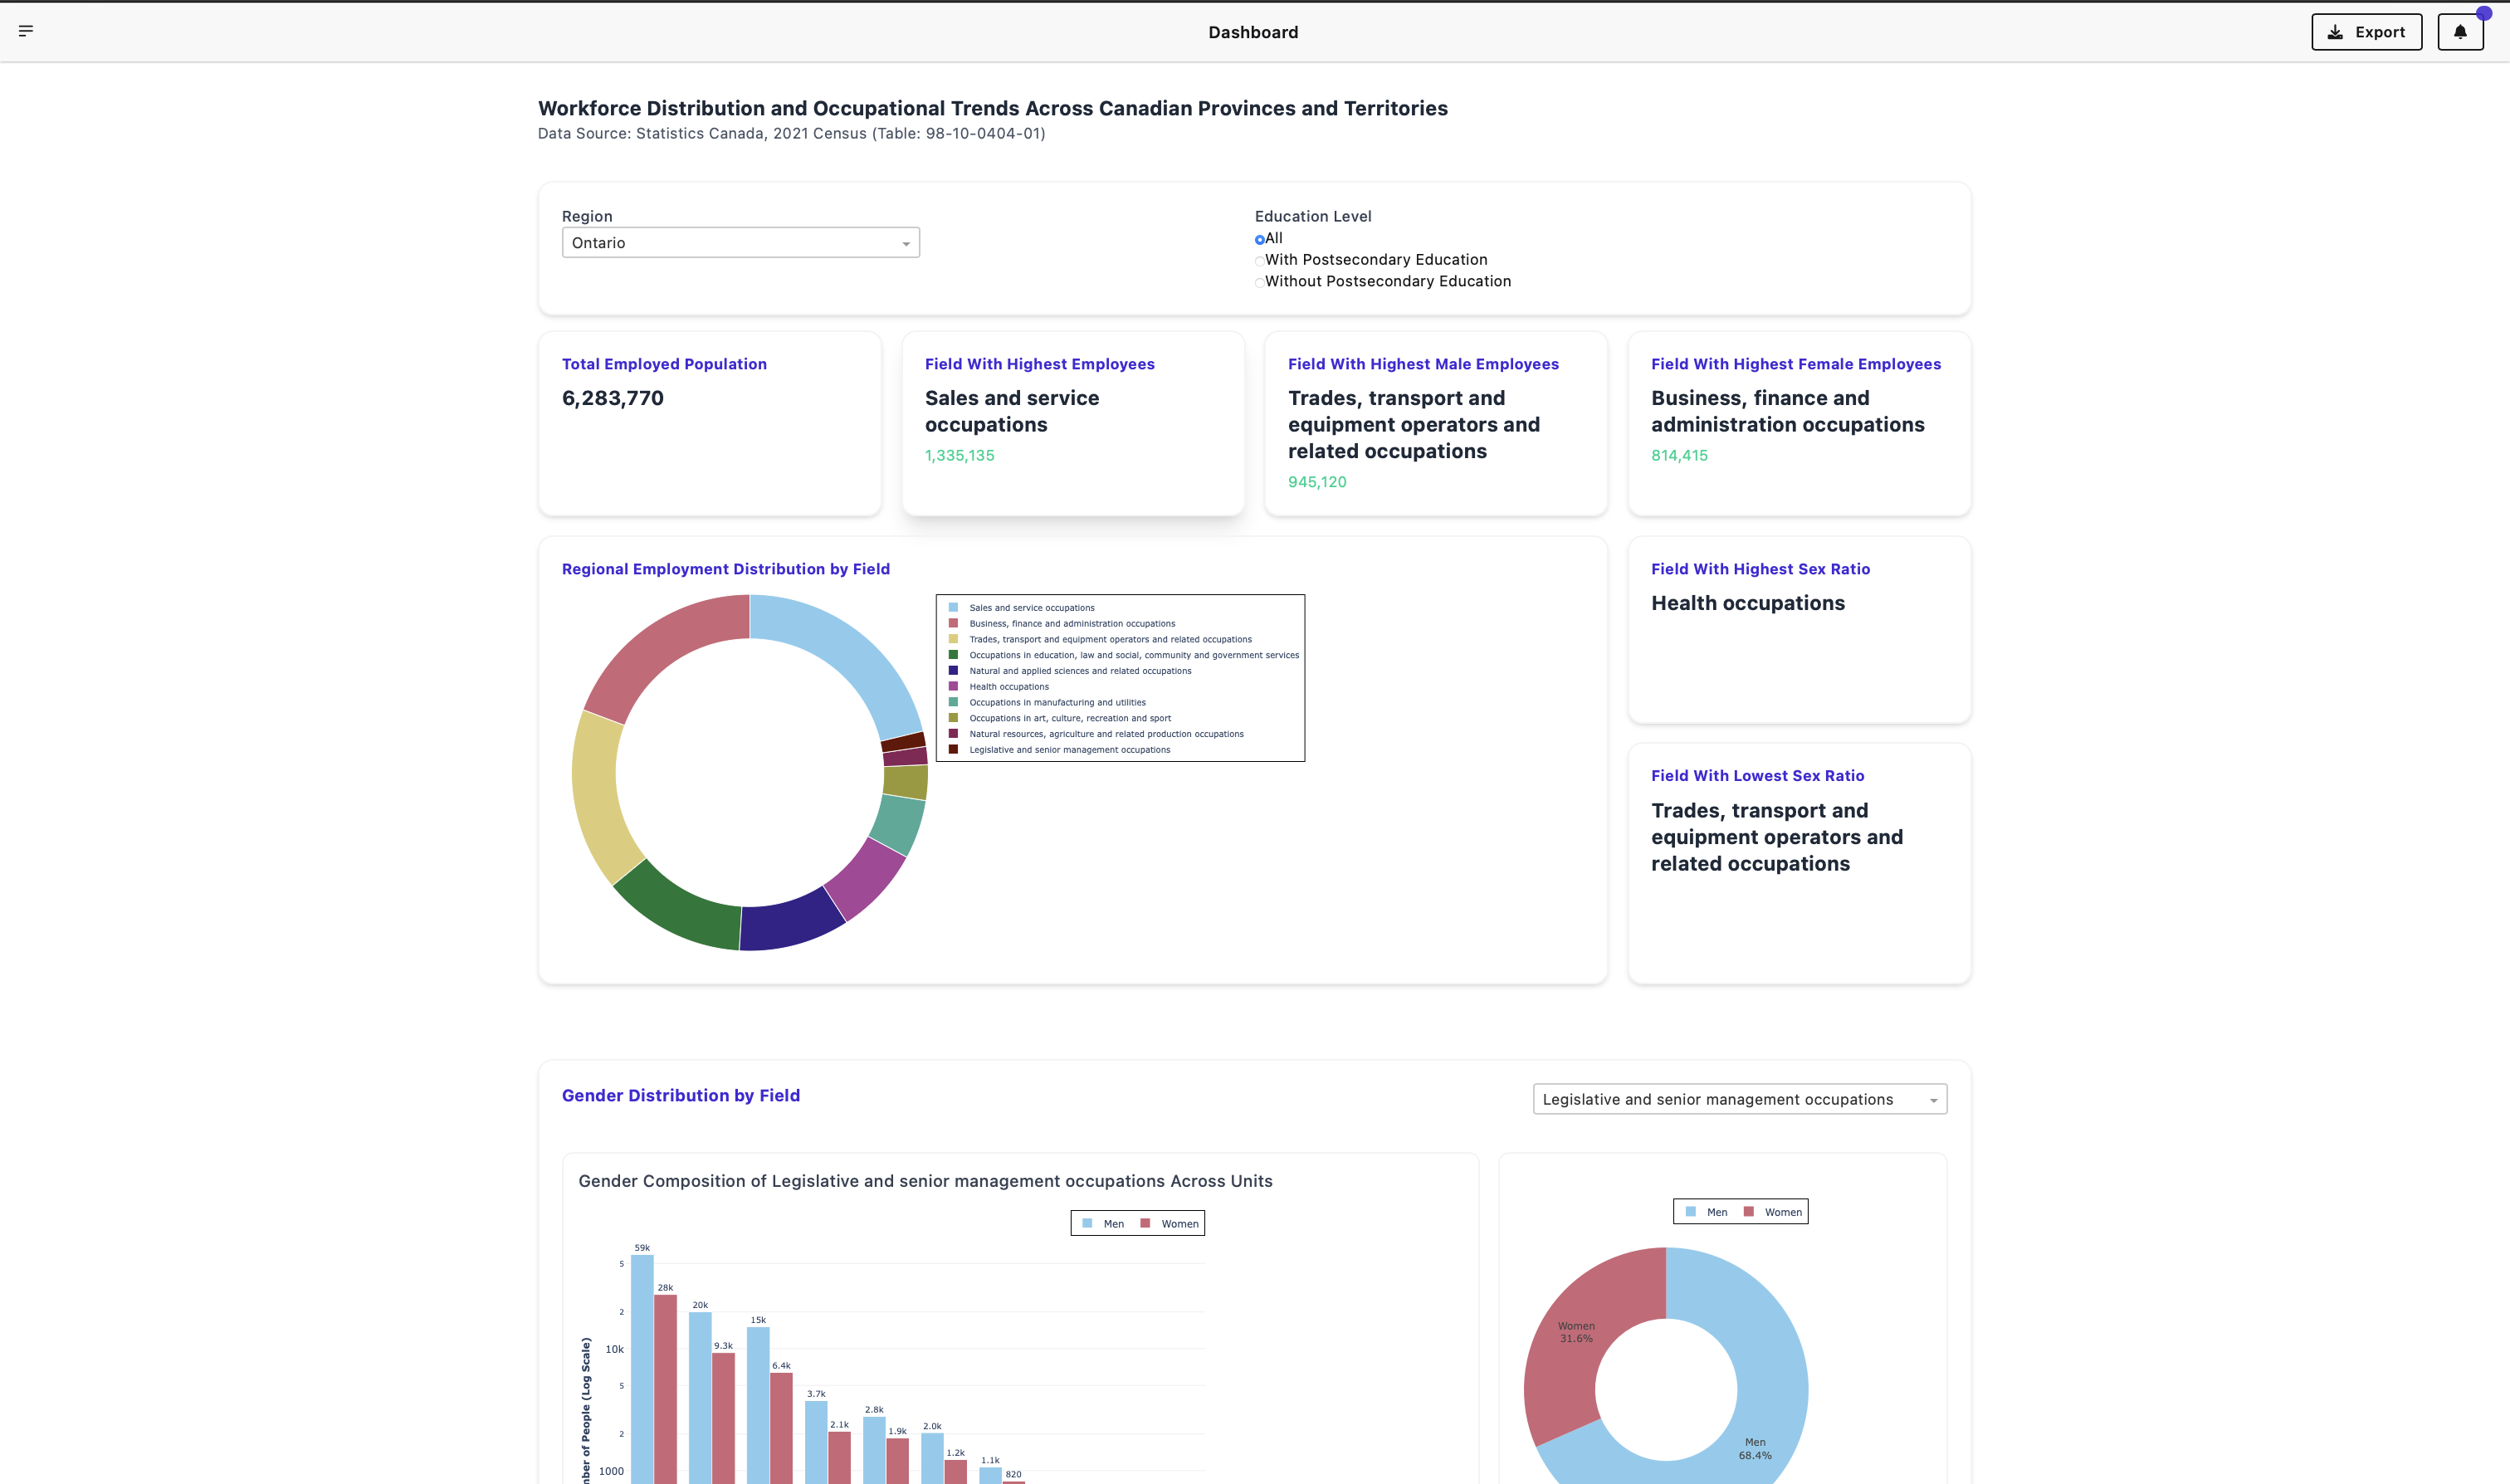 Dashboard
Export
Workforce Distribution and Occupational Trends Across Canadian Provinces and Territories
Data Source: Statistics Canada, 2021 Census (Table: 98-10-0404-01)
Region
Ontario
Education Level
All
With Postsecondary Education
Without Postsecondary Education
Total Employed Population
6,283,770
Field With Highest Employees
Sales and service
occupations
1,335,135
Field With Highest Male Employees
Trades, transport and
equipment operators and
related occupations
945,120
Field With Highest Female Employees
Business, finance and
administration occupations
814,415
Regional Employment Distribution by Field
Sales and service occupations
Business, finance and administration occupations
Trades, transport and equipment operators and related occupations
Occupations in education, law and social, community and government services
Natural and applied sciences and related occupations
Health occupations
Occupations in manufacturing and utilities
Occupations in art, culture, recreation and sport
Natural resources, agriculture and related production occupations
Legislative and senior management occupations
Field With Highest Sex Ratio
Health occupations
Field With Lowest Sex Ratio
Trades, transport and
equipment operators and
related occupations
Gender Distribution by Field
Legislative and senior management occupations
Gender Composition of Legislative and senior management occupations Across Units
Men
Women
59k
28k
20k
9.3k
15k
6.4k
3.7k
2.1k
2.8k
1.9k
2.0k
1.2k
1.1k
820
5
2
10k
5
2
1000
of People (Log Scale)
Men
Women
Women
31.6%
Men
68.4%